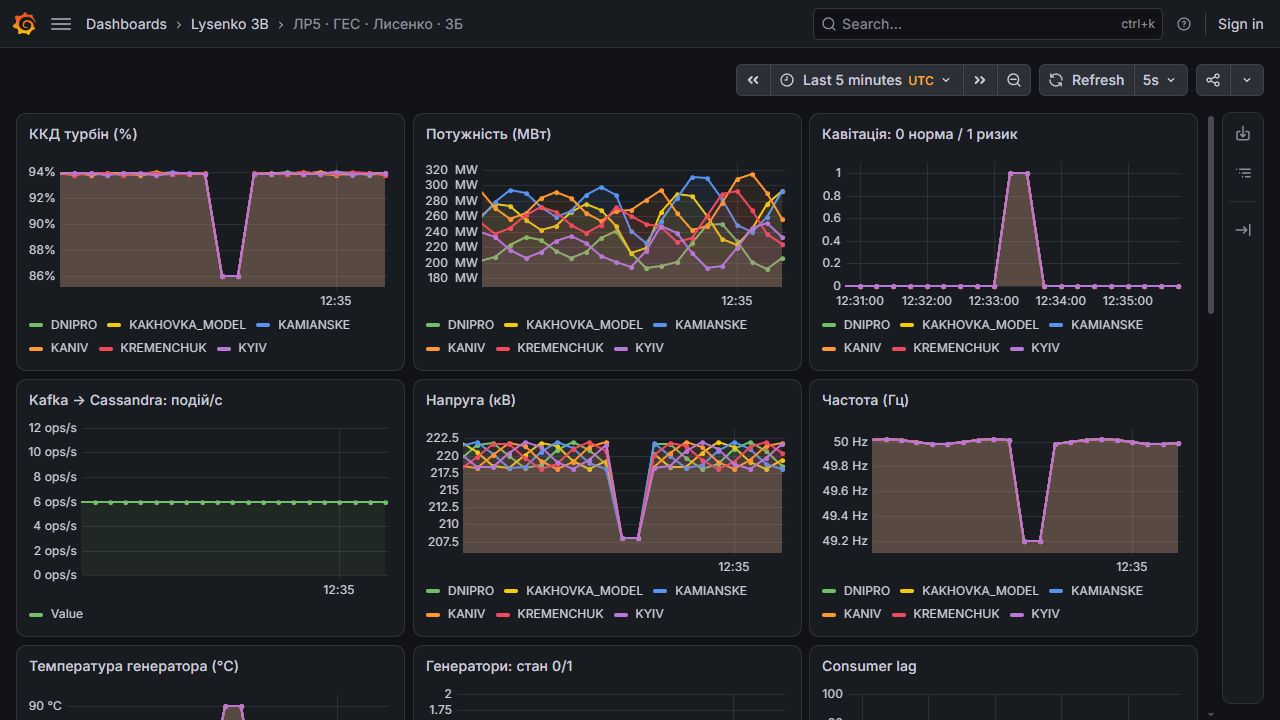 Dashboards › Lysenko 3B › ЛР5 · ГЕС · Лисенко · 3Б
Search... ctrl+k
Sign in
Last 5 minutes UTC
Refresh 5s
ККД турбін (%)
94%
92%
90%
88%
86%
12:35
DNIPRO KAKHOVKA_MODEL KAMIANSKE
KANIV KREMENCHUK KYIV
Потужність (МВт)
320 MW
300 MW
280 MW
260 MW
240 MW
220 MW
200 MW
180 MW
12:35
DNIPRO KAKHOVKA_MODEL KAMIANSKE
KANIV KREMENCHUK KYIV
Кавітація: 0 норма / 1 ризик
1
0.8
0.6
0.4
0.2
0
12:31:00 12:32:00 12:33:00 12:34:00 12:35:00
DNIPRO KAKHOVKA_MODEL KAMIANSKE
KANIV KREMENCHUK KYIV
Kafka → Cassandra: подій/с
12 ops/s
10 ops/s
8 ops/s
6 ops/s
4 ops/s
2 ops/s
0 ops/s
12:35
Value
Напруга (кВ)
222.5
220
217.5
215
212.5
210
207.5
12:35
DNIPRO KAKHOVKA_MODEL KAMIANSKE
KANIV KREMENCHUK KYIV
Частота (Гц)
50 Hz
49.8 Hz
49.6 Hz
49.4 Hz
49.2 Hz
12:35
DNIPRO KAKHOVKA_MODEL KAMIANSKE
KANIV KREMENCHUK KYIV
Температура генератора (°C)
90 °C
Генератори: стан 0/1
2
1.75
Consumer lag
100